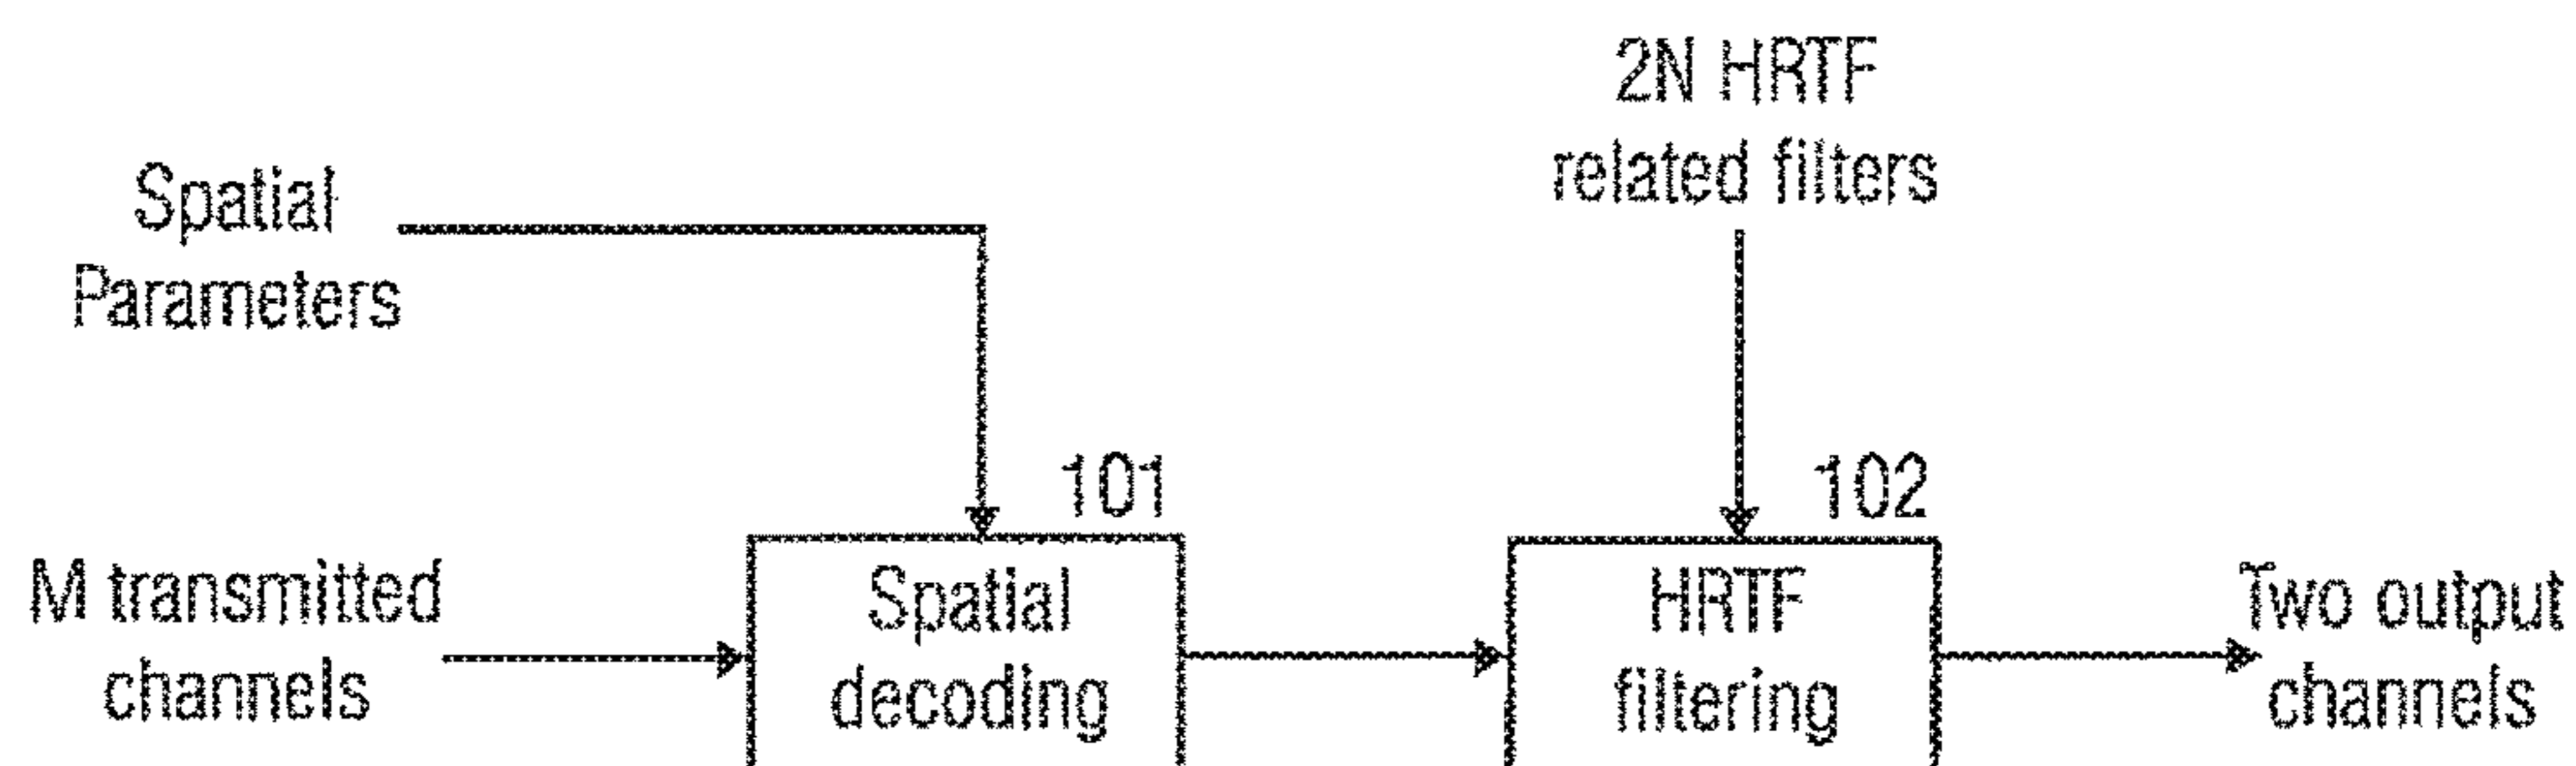 2N HRTF
related filters
Spatial
Parameters
101
102
M transmitted
channels
Spatial
decoding
HRTF
filtering
Two output
channels